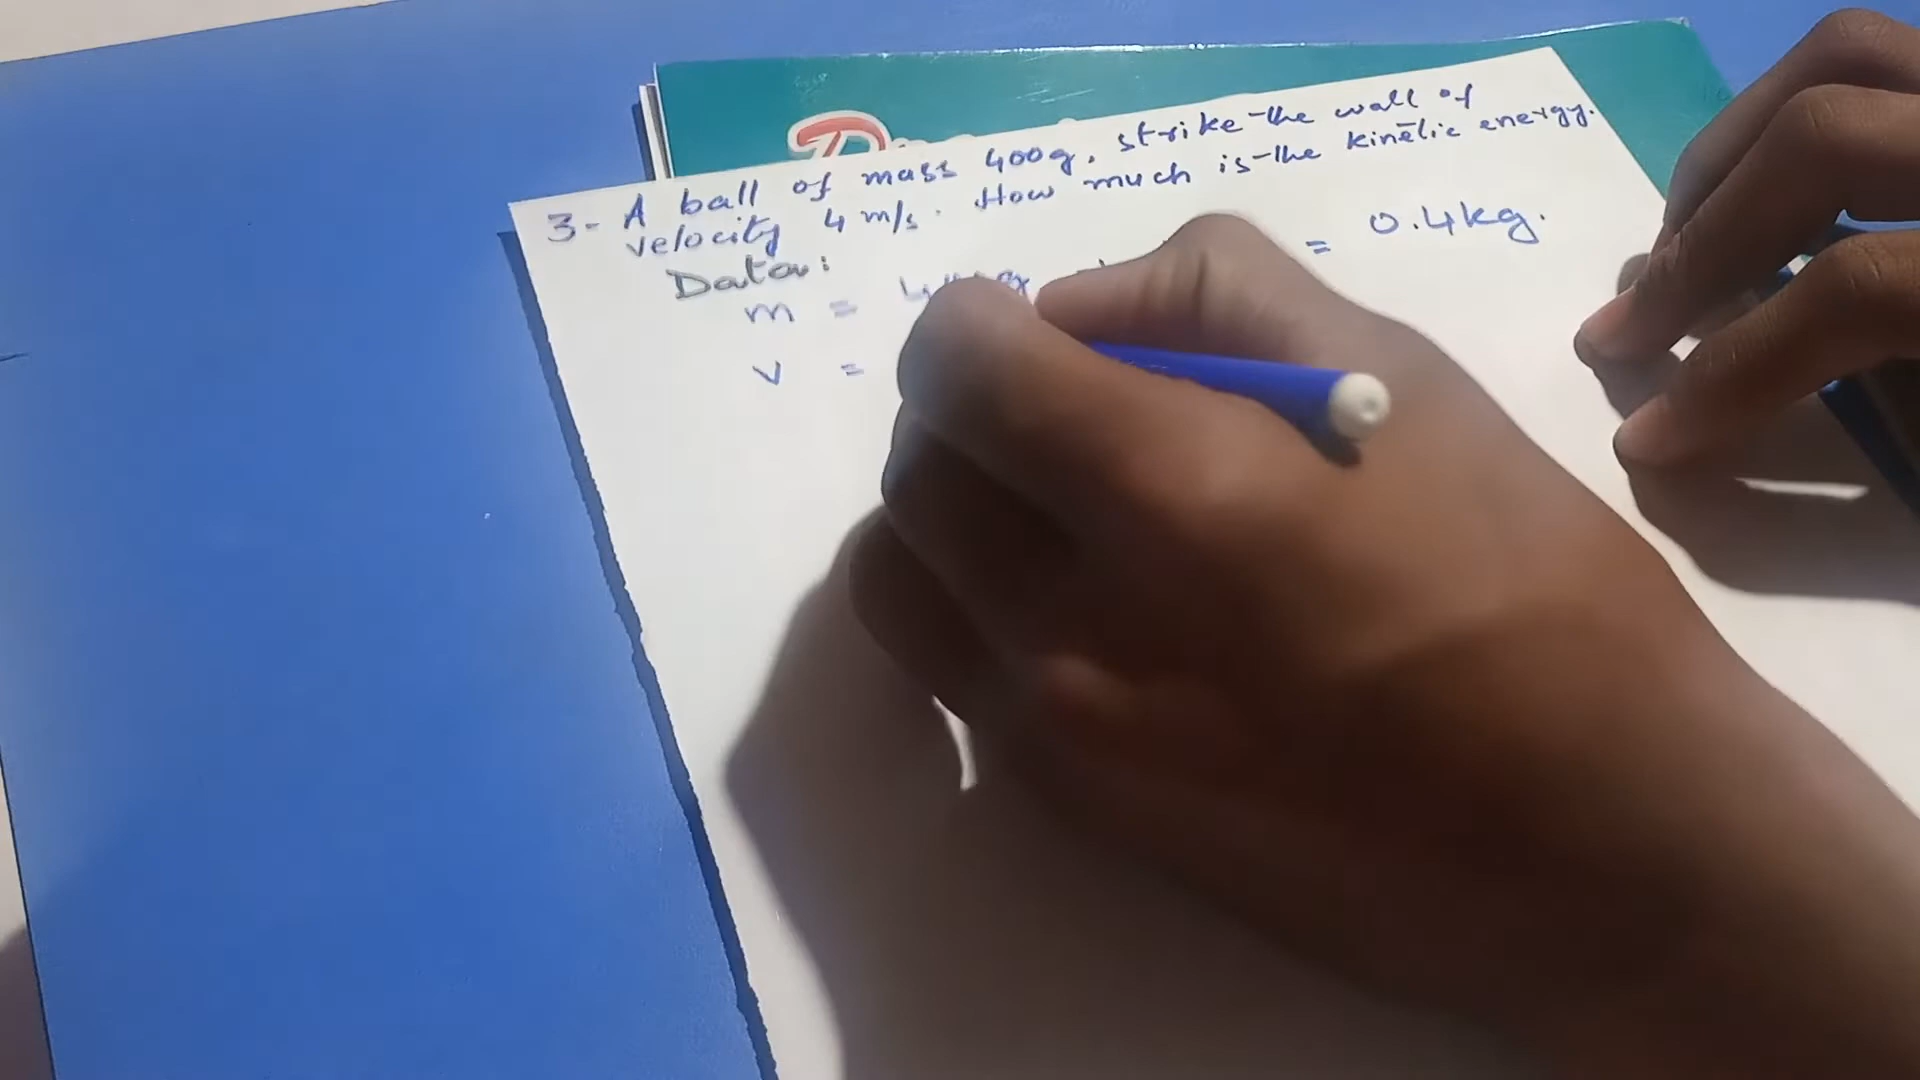 3- A ball of mass 400g, strike the wall of
velocity 4 m/s. How much is the kinetic energy.
Data:
m = = 0.4kg.
v =